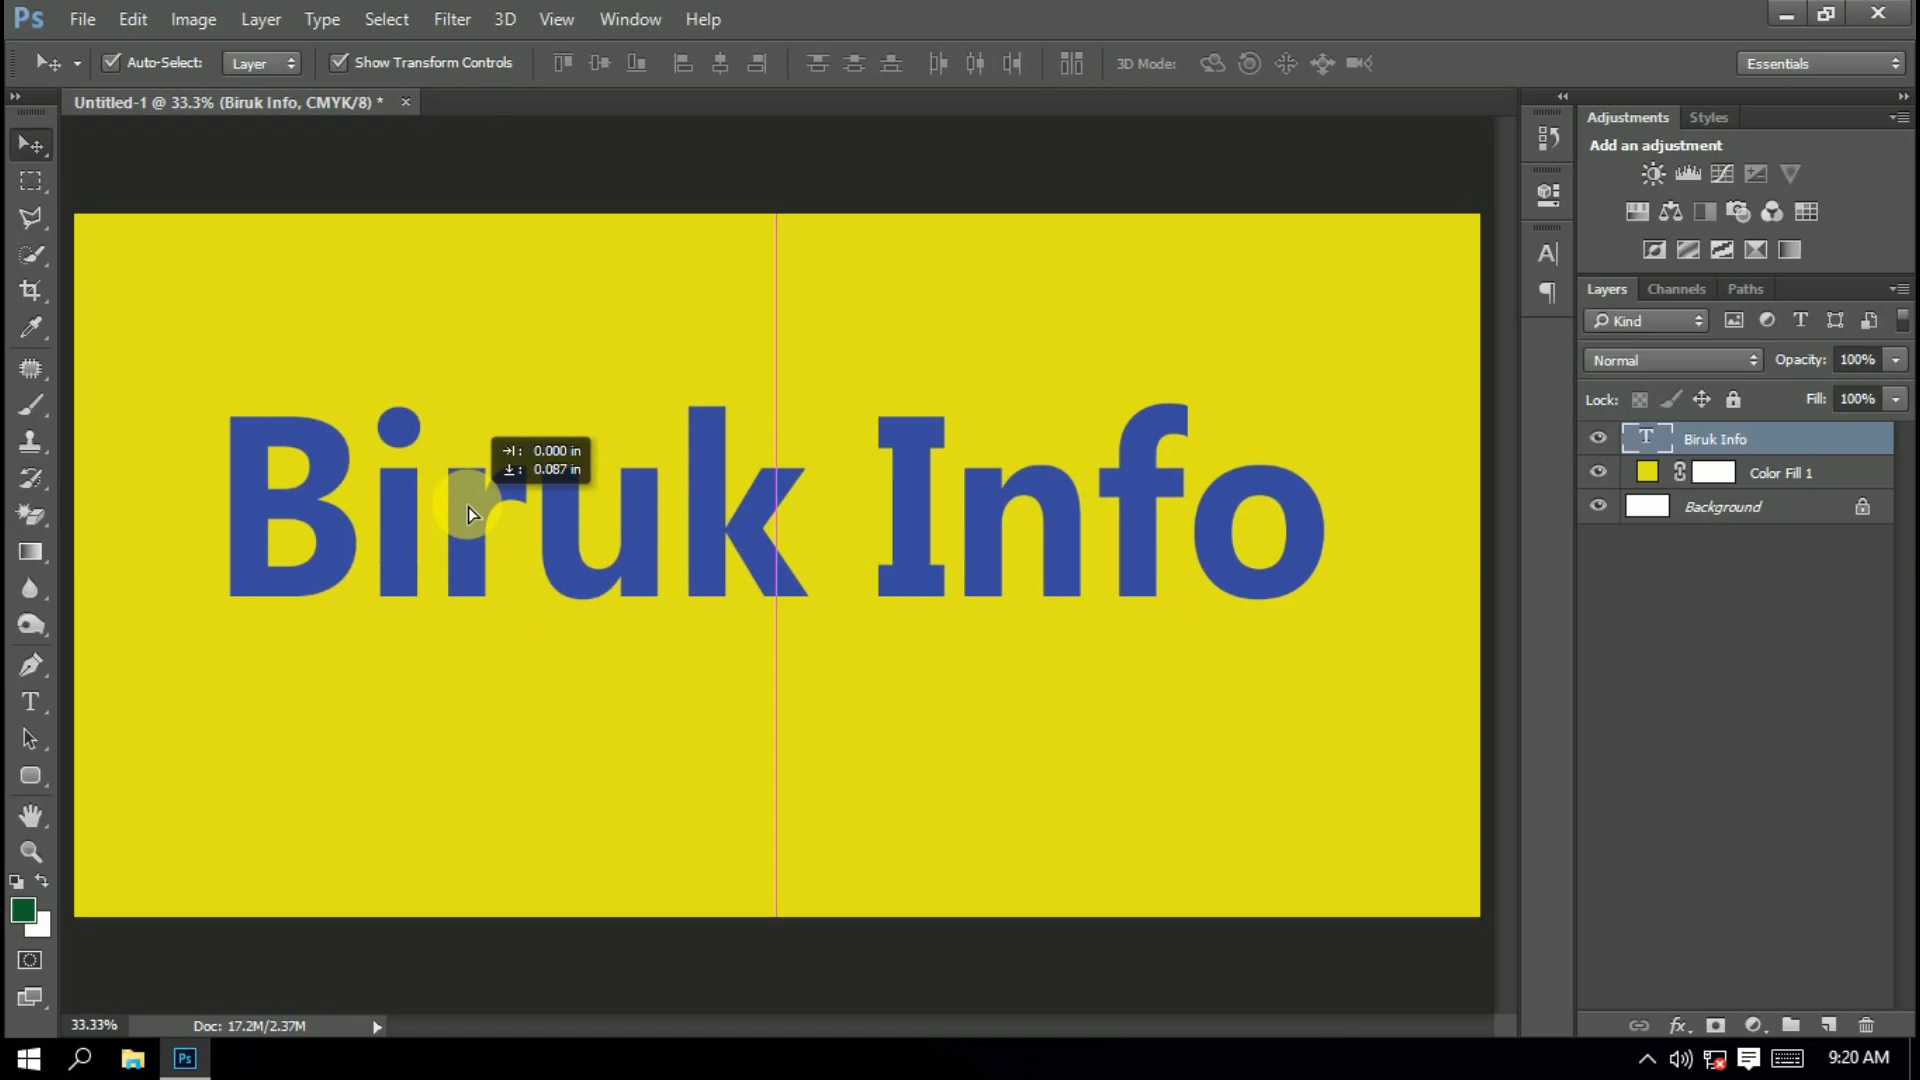 Ps File Edit Image Layer Type Select Filter 3D View Window Help
Auto-Select: Layer Show Transform Controls 3D Mode: Essentials
Untitled-1 @ 33.3% (Biruk Info, CMYK/8) * ×
Adjustments Styles
Add an adjustment
Layers Channels Paths
Kind
Normal Opacity: 100%
Lock: Fill: 100%
Biruk Info
Color Fill 1
Background
0.000 in
0.087 in
Biruk Info
33.33% Doc: 17.2M/2.37M
Ps 9:20 AM